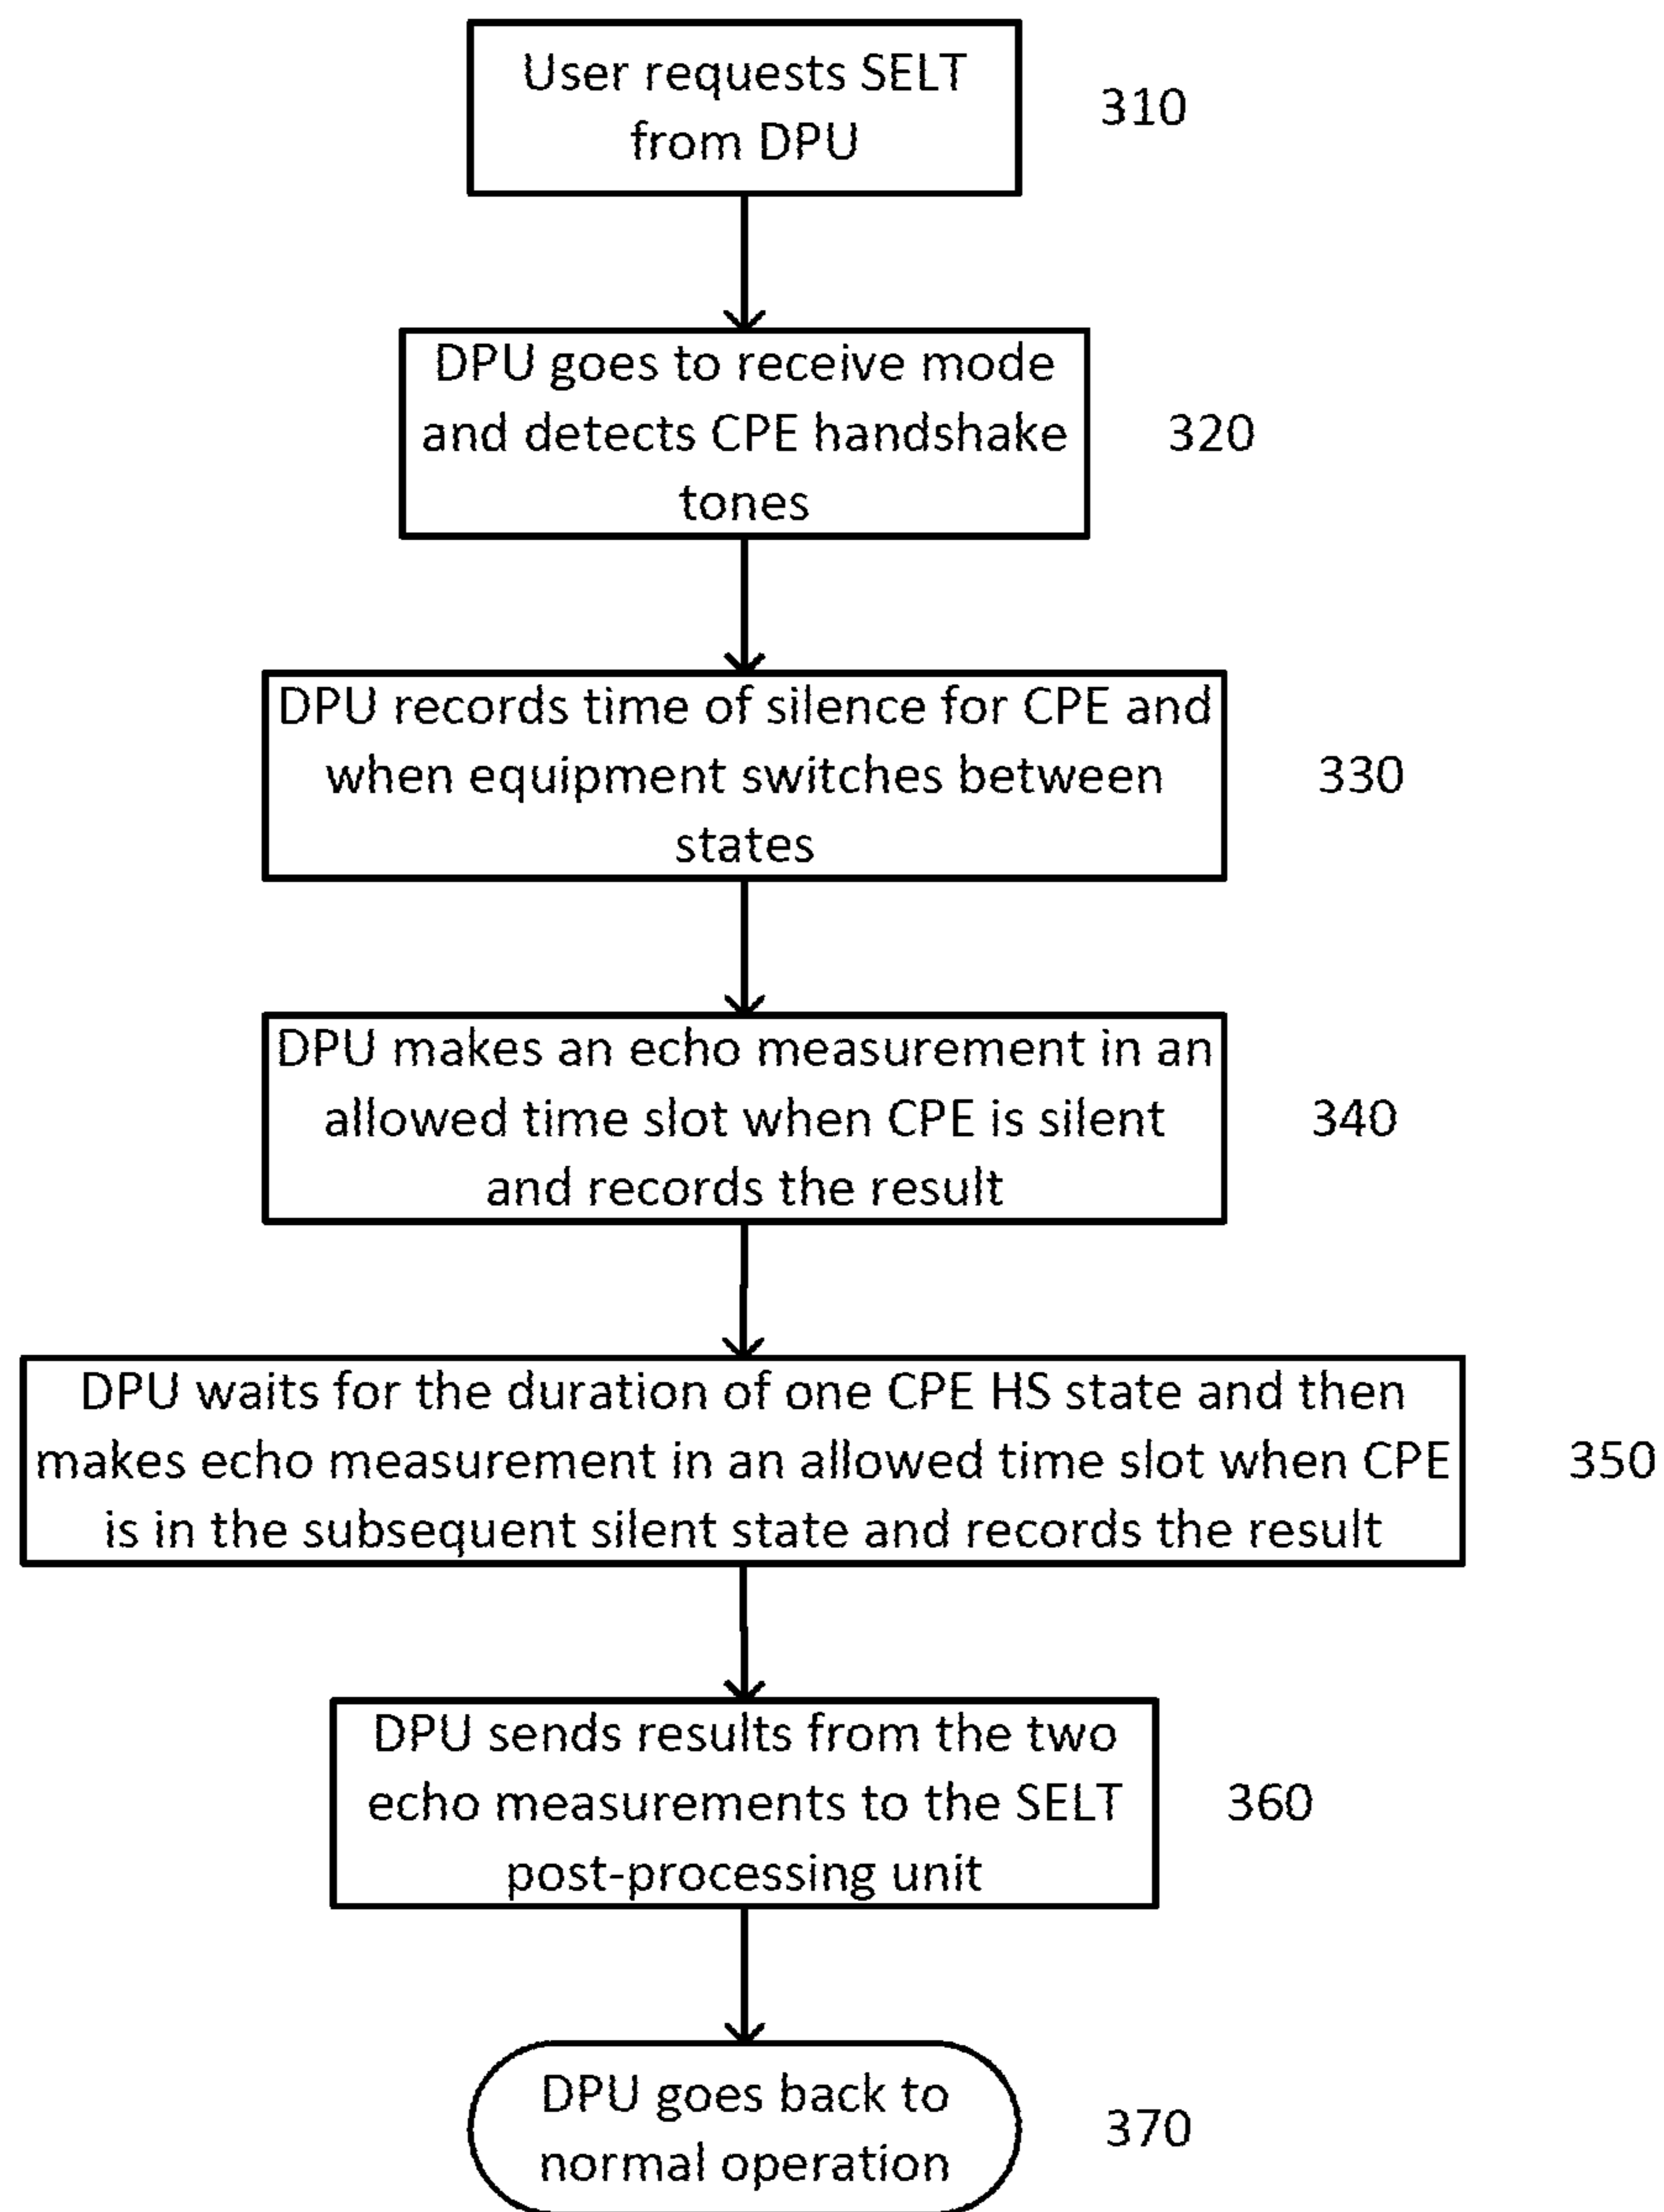 User requests SELT
from DPU
310
DPU goes to receive mode
and detects CPE handshake
tones
320
DPU records time of silence for CPE and
when equipment switches between
states
330
DPU makes an echo measurement in an
allowed time slot when CPE is silent
and records the result
340
DPU waits for the duration of one CPE HS state and then
makes echo measurement in an allowed time slot when CPE
is in the subsequent silent state and records the result
350
DPU sends results from the two
echo measurements to the SELT
post-processing unit
360
DPU goes back to
normal operation
370